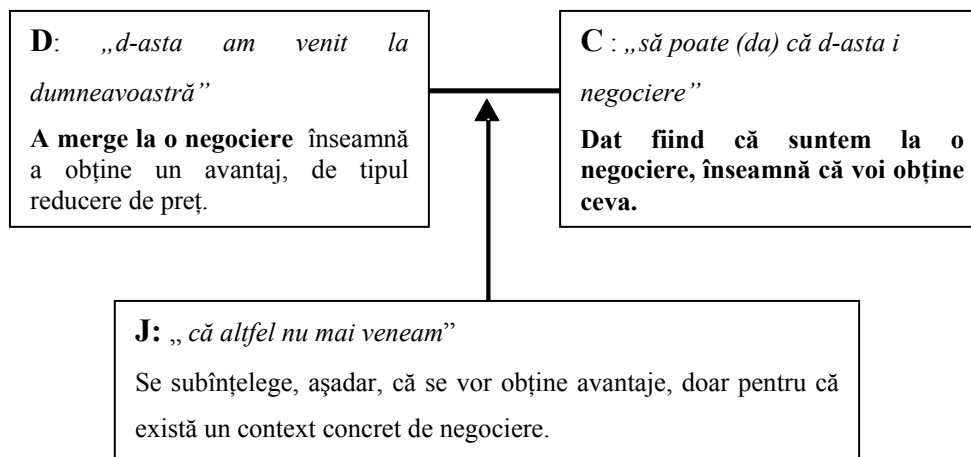 D: „d-asta am venit la
dumneavoastră”
A merge la o negociere înseamnă
a obține un avantaj, de tipul
reducere de preț.
C : „să poate (da) că d-asta i
negociere”
Dat fiind că suntem la o
negociere, înseamnă că voi obține
ceva.
J: „ că altfel nu mai veneam”
Se subînțelege, așadar, că se vor obține avantaje, doar pentru că
există un context concret de negociere.